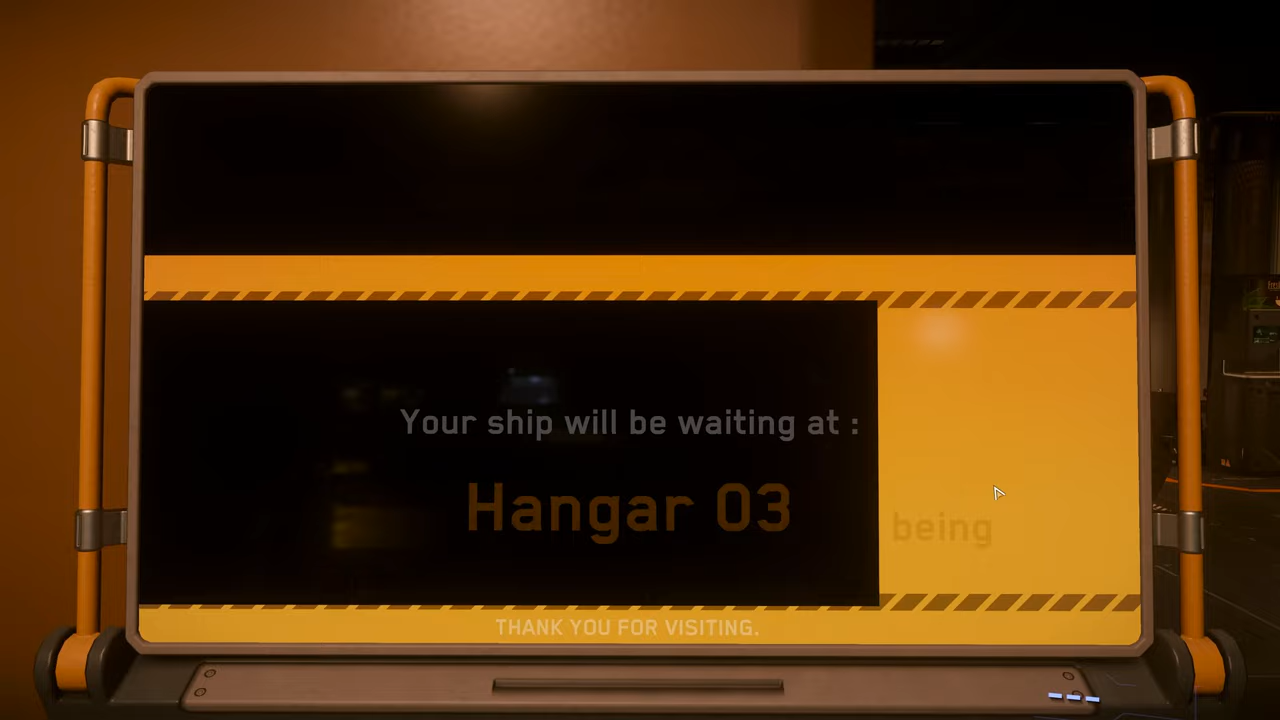 Your ship will be waiting at :
Hangar 03
being
THANK YOU FOR VISITING.